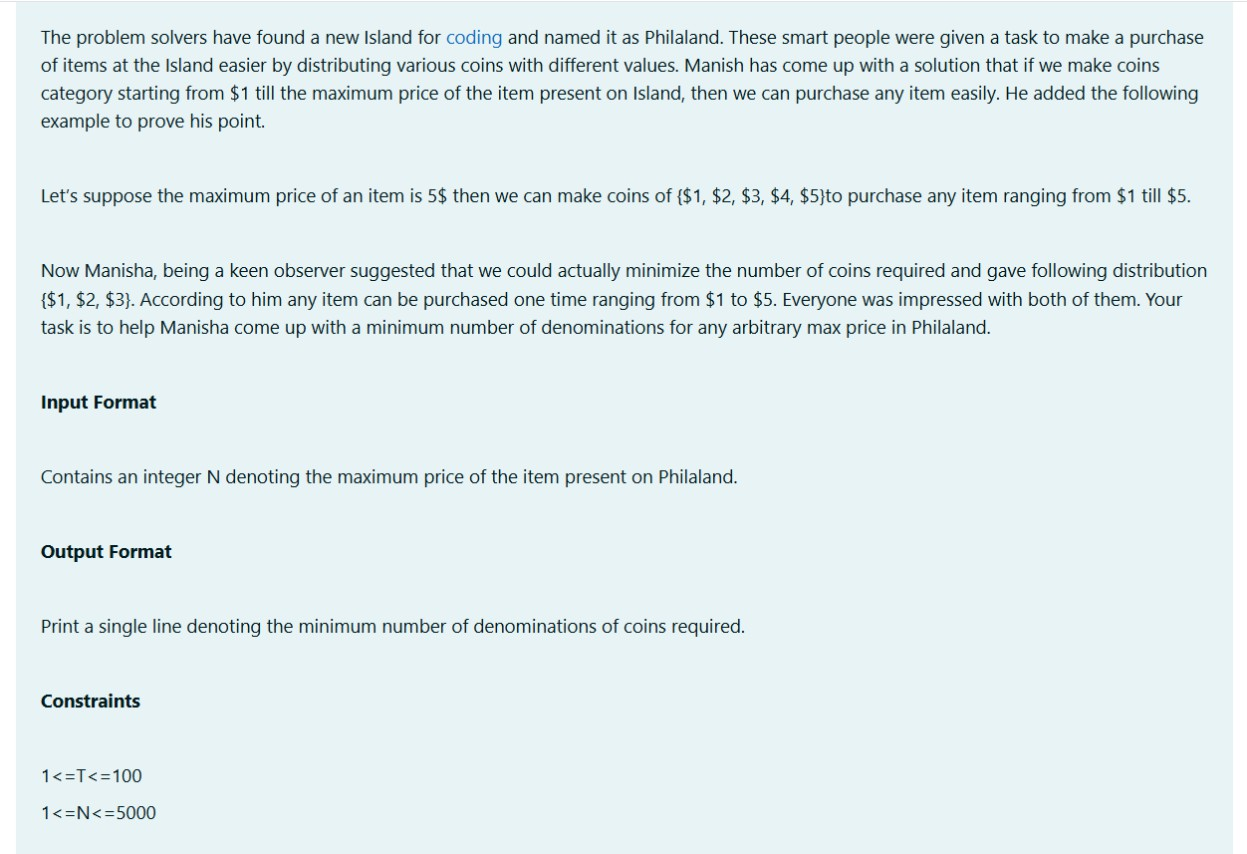 The problem solvers have found a new Island for coding and named it as Philaland. These smart people were given a task to make a purchase
of items at the Island easier by distributing various coins with different values. Manish has come up with a solution that if we make coins
category starting from $1 till the maximum price of the item present on Island, then we can purchase any item easily. He added the following
example to prove his point.
Let's suppose the maximum price of an item is 5$ then we can make coins of {$1, $2, $3, $4, $5}to purchase any item ranging from $1 till $5.
Now Manisha, being a keen observer suggested that we could actually minimize the number of coins required and gave following distribution
{$1, $2, $3}. According to him any item can be purchased one time ranging from $1 to $5. Everyone was impressed with both of them. Your
task is to help Manisha come up with a minimum number of denominations for any arbitrary max price in Philaland.
Input Format
Contains an integer N denoting the maximum price of the item present on Philaland.
Output Format
Print a single line denoting the minimum number of denominations of coins required.
Constraints
1<=T<=100
1<=N<=5000